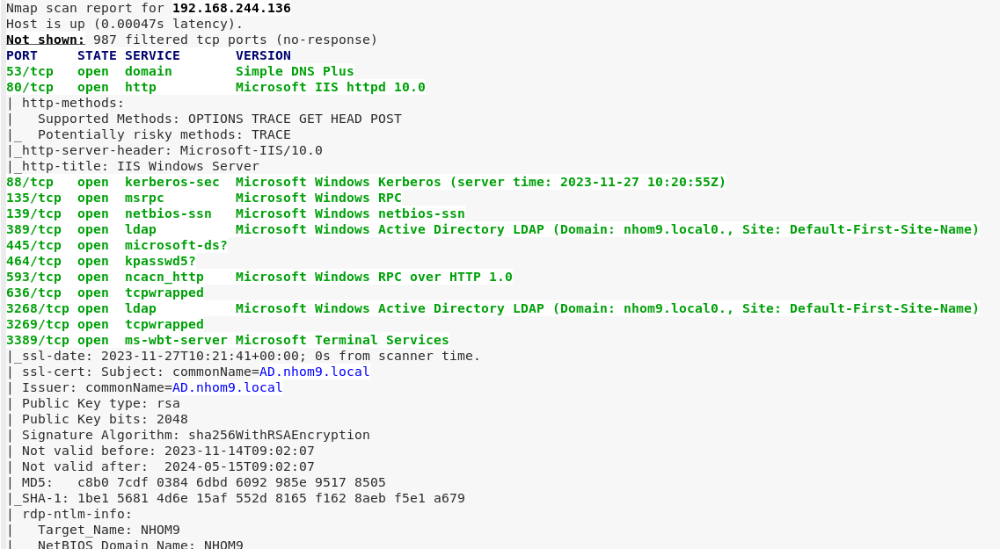 Nmap scan report for 192.168.244.136
Host is up (0.00047s latency).
Not shown: 987 filtered tcp ports (no-response)
PORT     STATE SERVICE       VERSION
53/tcp   open  domain        Simple DNS Plus
80/tcp   open  http          Microsoft IIS httpd 10.0
| http-methods:
|   Supported Methods: OPTIONS TRACE GET HEAD POST
|_  Potentially risky methods: TRACE
|_http-server-header: Microsoft-IIS/10.0
|_http-title: IIS Windows Server
88/tcp   open  kerberos-sec  Microsoft Windows Kerberos (server time: 2023-11-27 10:20:55Z)
135/tcp  open  msrpc         Microsoft Windows RPC
139/tcp  open  netbios-ssn   Microsoft Windows netbios-ssn
389/tcp  open  ldap          Microsoft Windows Active Directory LDAP (Domain: nhom9.local0., Site: Default-First-Site-Name)
445/tcp  open  microsoft-ds?
464/tcp  open  kpasswd5?
593/tcp  open  ncacn_http    Microsoft Windows RPC over HTTP 1.0
636/tcp  open  tcpwrapped
3268/tcp open  ldap          Microsoft Windows Active Directory LDAP (Domain: nhom9.local0., Site: Default-First-Site-Name)
3269/tcp open  tcpwrapped
3389/tcp open  ms-wbt-server Microsoft Terminal Services
|_ssl-date: 2023-11-27T10:21:41+00:00; 0s from scanner time.
| ssl-cert: Subject: commonName=AD.nhom9.local
| Issuer: commonName=AD.nhom9.local
| Public Key type: rsa
| Public Key bits: 2048
| Signature Algorithm: sha256WithRSAEncryption
| Not valid before: 2023-11-14T09:02:07
| Not valid after:  2024-05-15T09:02:07
| MD5:   c8b0 7cdf 0384 6dbd 6092 985e 9517 8505
|_SHA-1: 1be1 5681 4d6e 15af 552d 8165 f162 8aeb f5e1 a679
| rdp-ntlm-info:
|   Target_Name: NHOM9
|   NetBIOS_Domain_Name: NHOM9